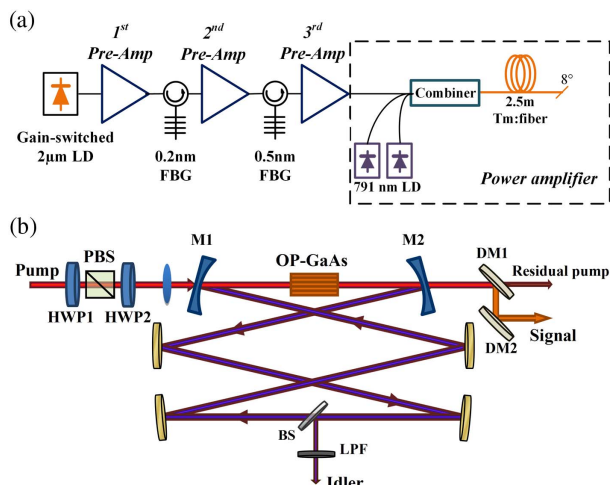 (a)
1st
Pre-Amp
2nd
Pre-Amp
3rd
Pre-Amp
Gain-switched
2μm LD
0.2nm
FBG
0.5nm
FBG
Combiner
2.5m
Tm:fiber
8°
791 nm LD
Power amplifier
(b)
Pump
HWP1
PBS
HWP2
M1
OP-GaAs
M2
DM1
Residual pump
Signal
DM2
BS
LPF
Idler